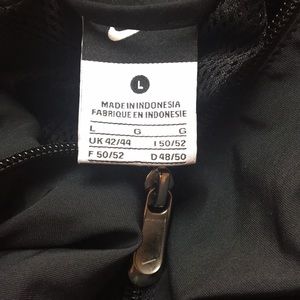 L
MADE IN INDONESIA
FABRIQUE EN INDONESIE
L G G
UK 42/44 I 50/52
F 50/52 D 48/50